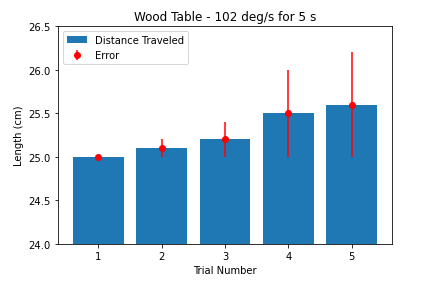 Wood Table - 102 deg/s for 5 s
26.5
26.0
25.5
25.0
24.5
24.0
Length (cm)
Distance Traveled
Error
1 2 3 4 5
Trial Number